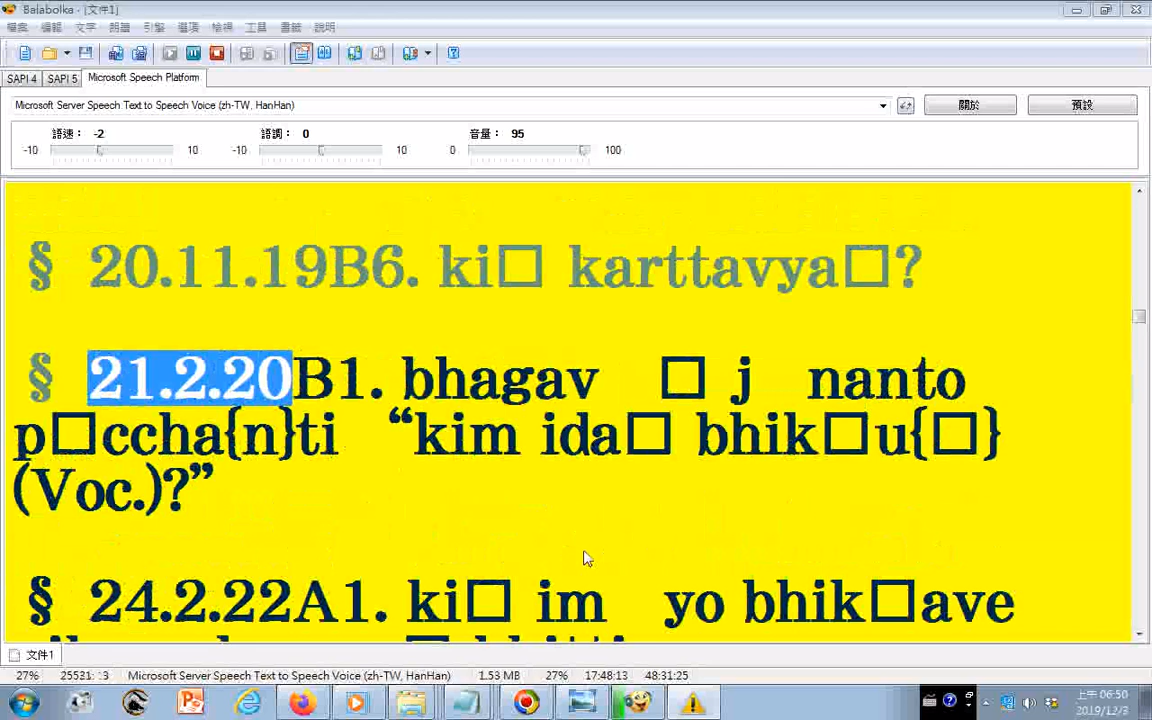 Balabolka - [文件1]
檔案 編輯 文字 朗讀 引擎 選項 檢視 工具 書籤 說明
SAPI 4 SAPI 5 Microsoft Speech Platform
Microsoft Server Speech Text to Speech Voice (zh-TW, HanHan) 關於 預設
語速： -2 語調： 0 音量： 95
-10 10 -10 10 0 100
§ 20.11.19B6. ki□ karttavya□?
§ 21.2.20B1. bhagav □ j nanto
p□ccha{n}ti “kim ida□ bhik□u{□}
(Voc.)?”
§ 24.2.22A1. ki□ im yo bhik□ave
文件1
27% 25521: :3 Microsoft Server Speech Text to Speech Voice (zh-TW, HanHan) 1.53 MB 27% 17:48:13 48:31:25
上午 06:50
2019/12/3